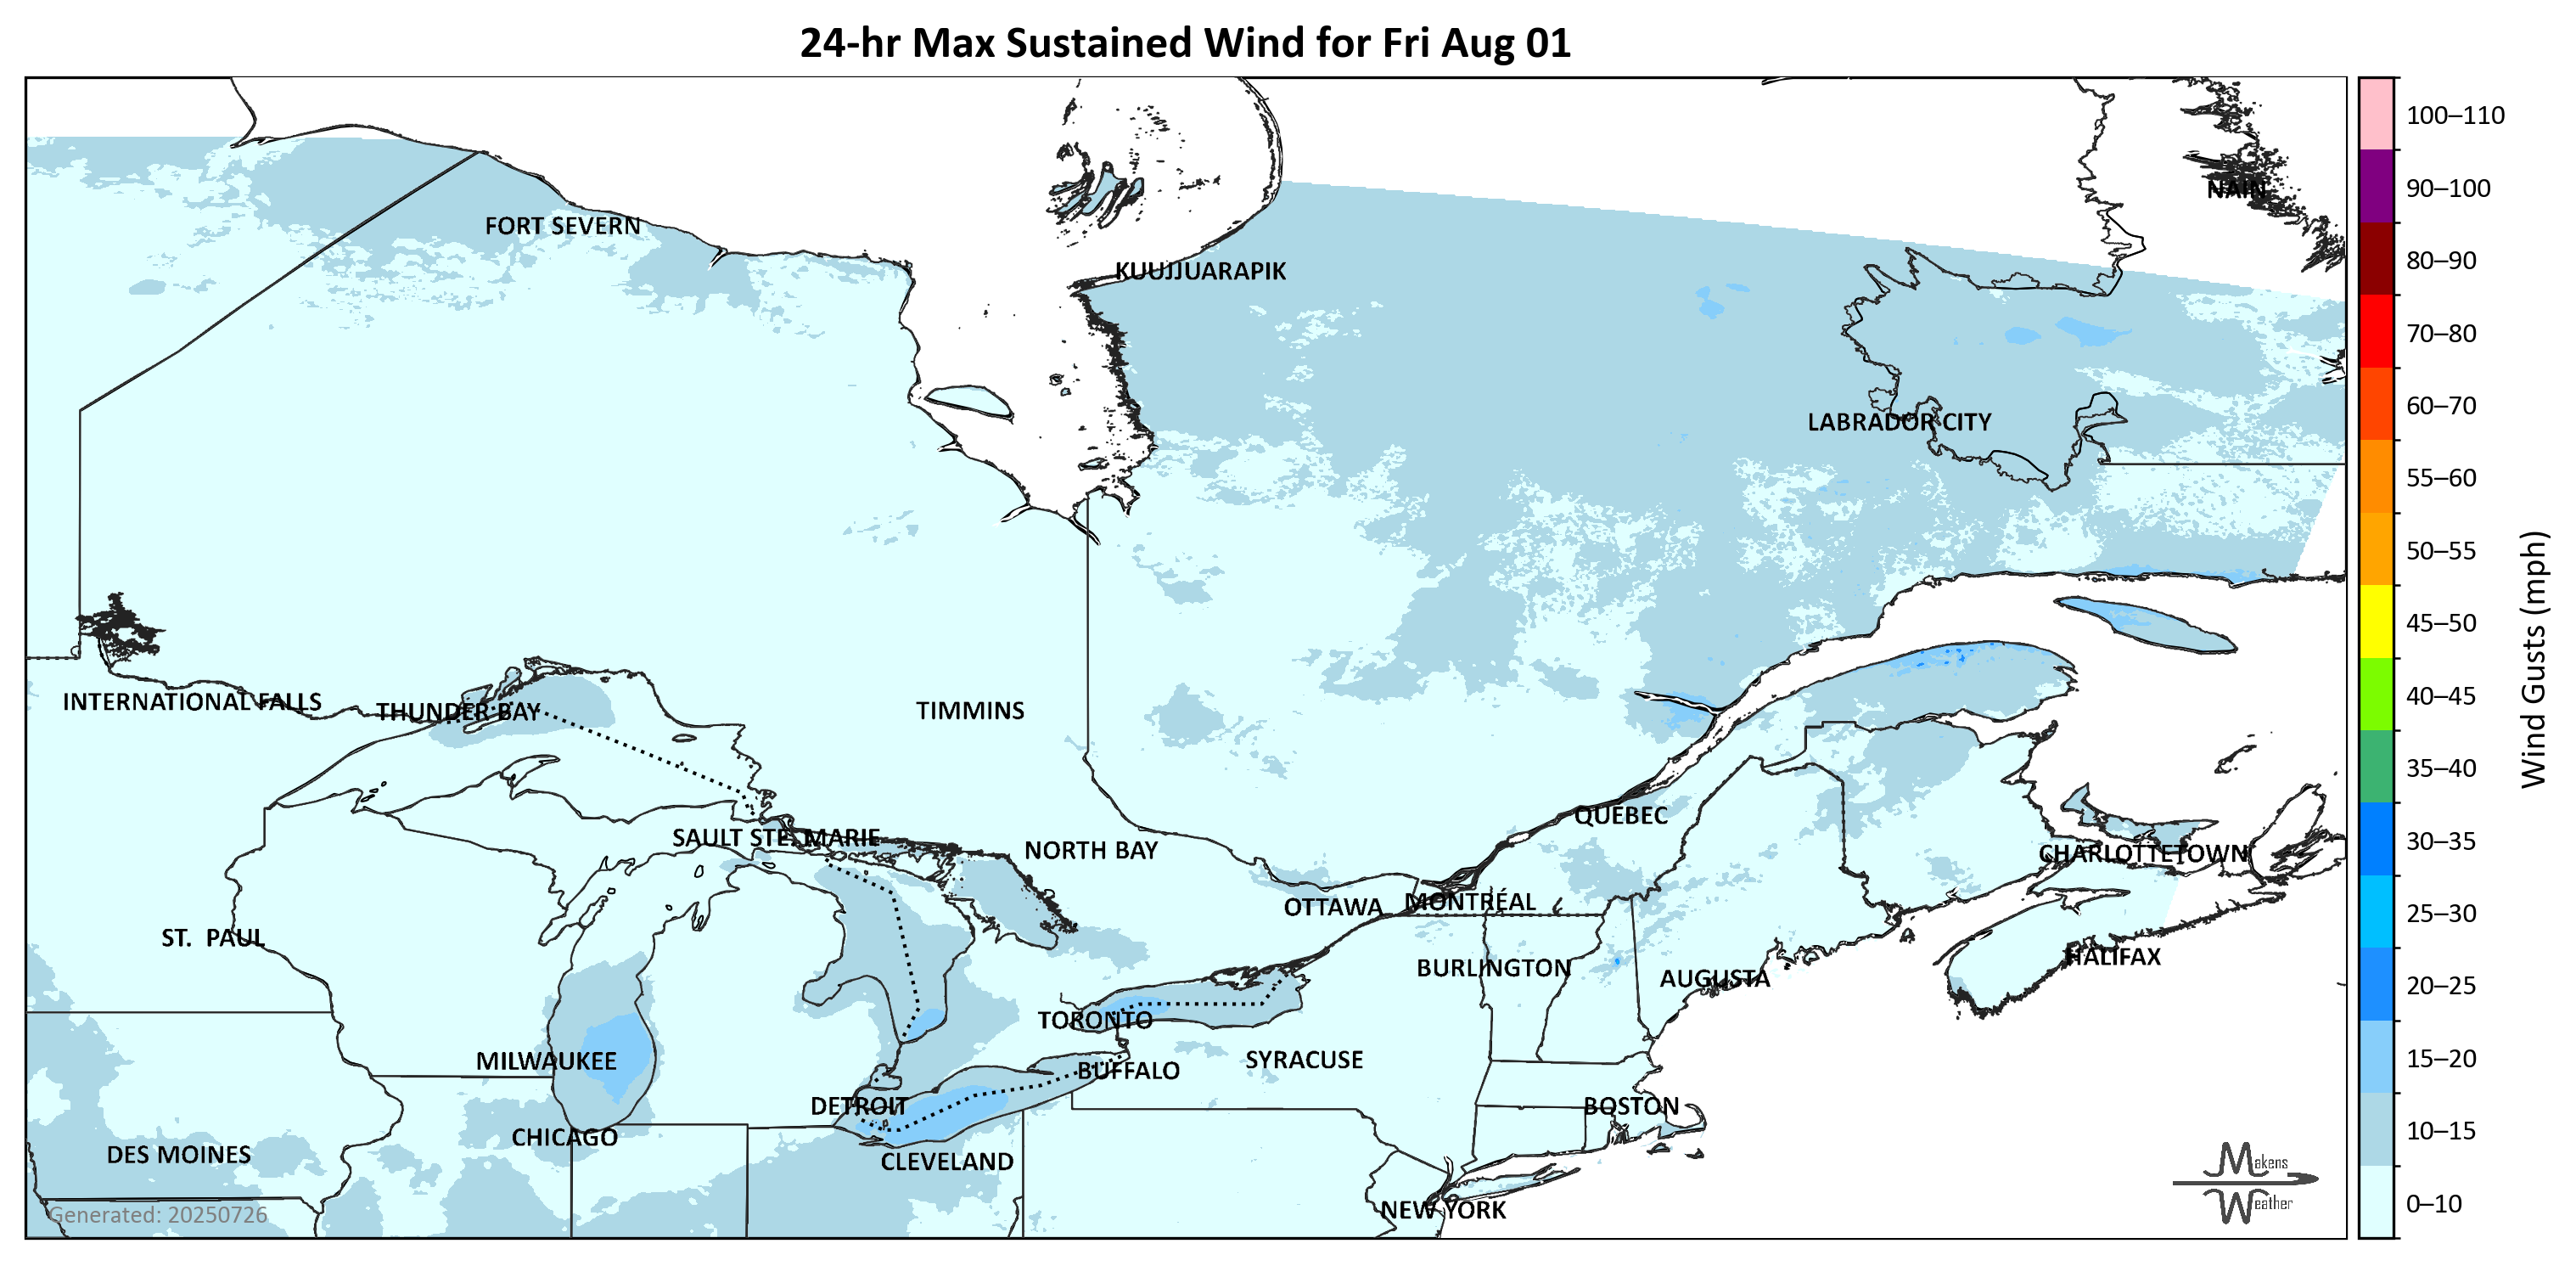 24-hr Max Sustained Wind for Fri Aug 01
100–110
90–100
80–90
70–80
60–70
55–60
50–55
45–50
40–45
35–40
30–35
25–30
20–25
15–20
10–15
0–10
Wind Gusts (mph)
NAIN
FORT SEVERN
KUUJJUARAPIK
LABRADOR CITY
INTERNATIONAL FALLS
THUNDER BAY
TIMMINS
QUÉBEC
SAULT STE. MARIE
NORTH BAY
CHARLOTTETOWN
OTTAWA
MONTRÉAL
ST. PAUL
HALIFAX
BURLINGTON
AUGUSTA
TORONTO
MILWAUKEE
SYRACUSE
BUFFALO
DETROIT
BOSTON
CHICAGO
DES MOINES
CLEVELAND
NEW YORK
Generated: 20250726
Makens
Weather